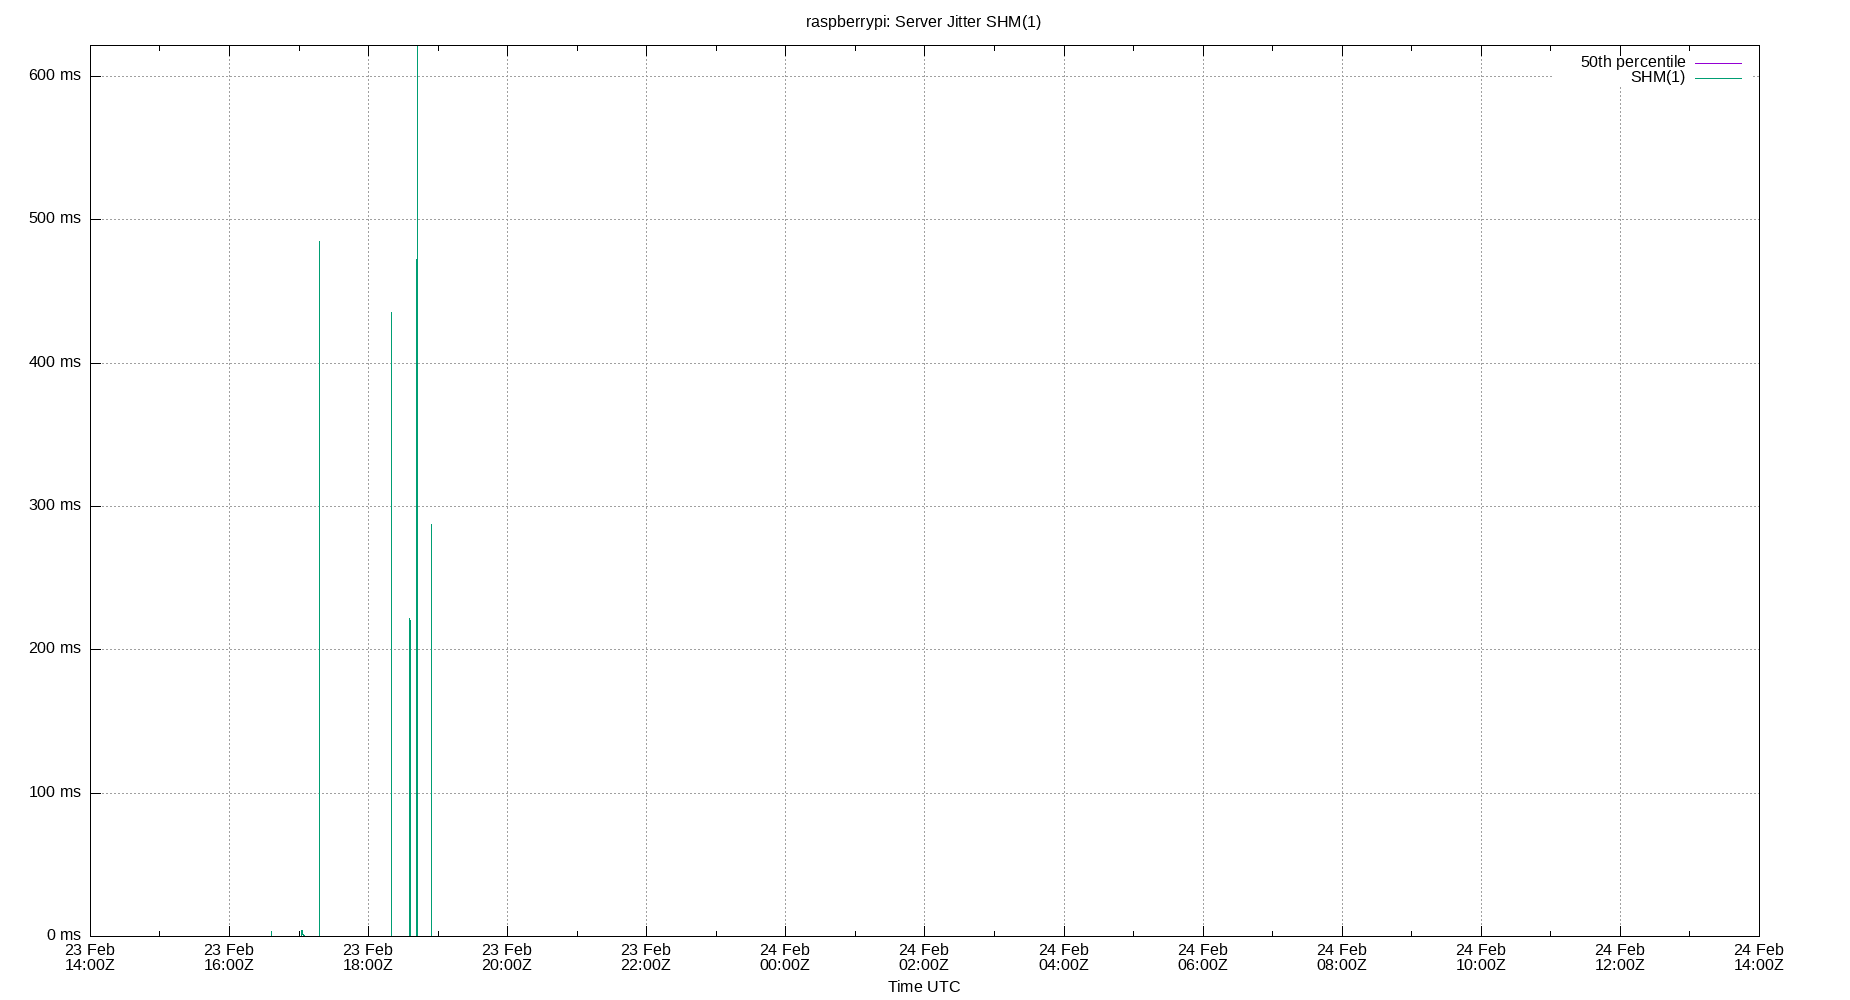 raspberrypi: Server Jitter SHM(1)
50th percentile
SHM(1)
600 ms
500 ms
400 ms
300 ms
200 ms
100 ms
0 ms
23 Feb 23 Feb 23 Feb 23 Feb 23 Feb 24 Feb 24 Feb 24 Feb 24 Feb 24 Feb 24 Feb 24 Feb 24 Feb
14:00Z 16:00Z 18:00Z 20:00Z 22:00Z 00:00Z 02:00Z 04:00Z 06:00Z 08:00Z 10:00Z 12:00Z 14:00Z
Time UTC